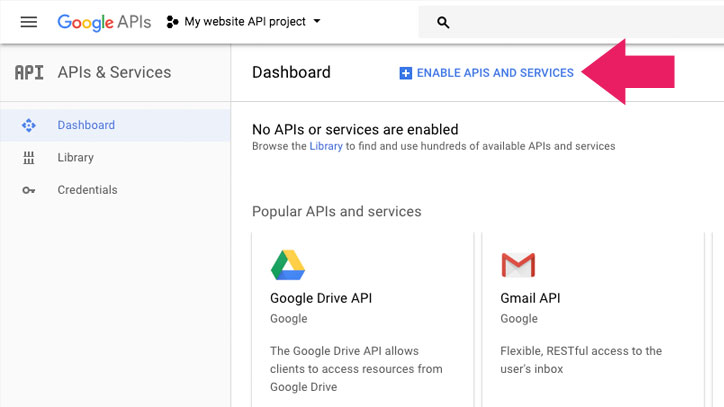 Google APIs
My website API project
API APIs & Services
Dashboard
ENABLE APIS AND SERVICES
Dashboard
Library
Credentials
No APIs or services are enabled
Browse the Library to find and use hundreds of available APIs and services
Popular APIs and services
Google Drive API
Google
The Google Drive API allows
clients to access resources from
Google Drive
Gmail API
Google
Flexible, RESTful access to the
user's inbox